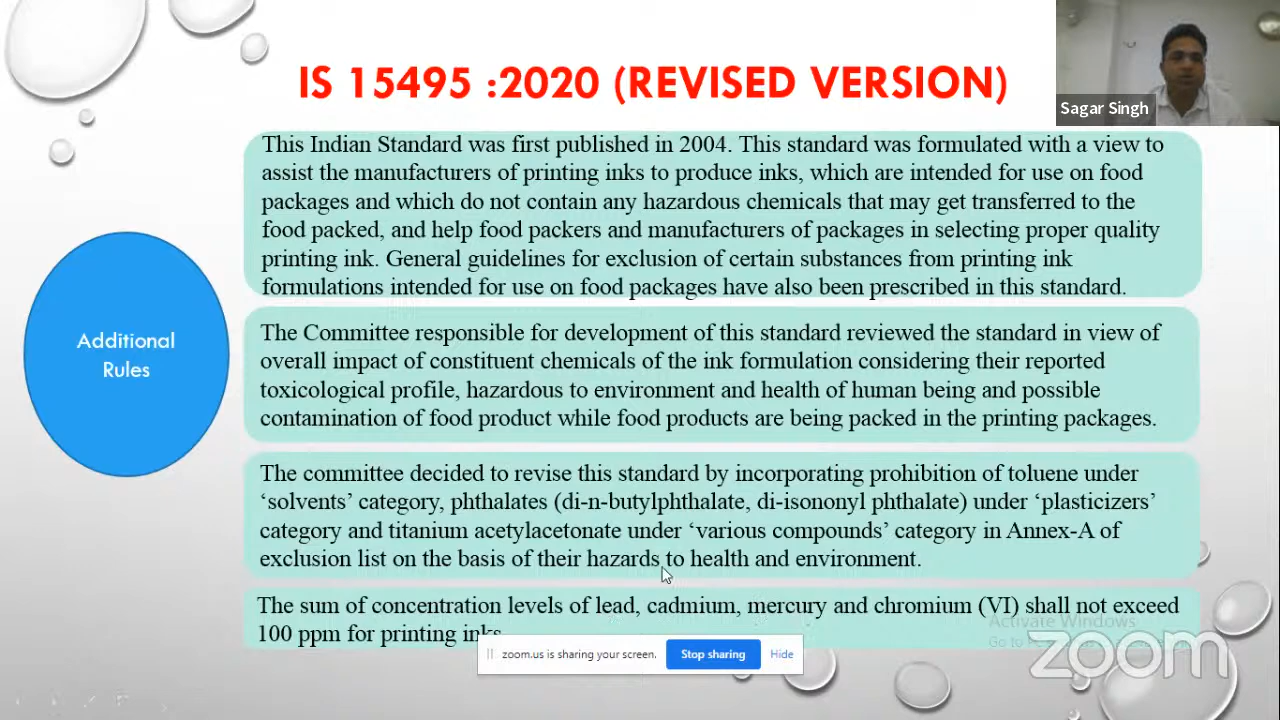 IS 15495 :2020 (REVISED VERSION)
Sagar Singh
This Indian Standard was first published in 2004. This standard was formulated with a view to
assist the manufacturers of printing inks to produce inks, which are intended for use on food
packages and which do not contain any hazardous chemicals that may get transferred to the
food packed, and help food packers and manufacturers of packages in selecting proper quality
printing ink. General guidelines for exclusion of certain substances from printing ink
formulations intended for use on food packages have also been prescribed in this standard.
Additional
Rules
The Committee responsible for development of this standard reviewed the standard in view of
overall impact of constituent chemicals of the ink formulation considering their reported
toxicological profile, hazardous to environment and health of human being and possible
contamination of food product while food products are being packed in the printing packages.
The committee decided to revise this standard by incorporating prohibition of toluene under
‘solvents’ category, phthalates (di-n-butylphthalate, di-isononyl phthalate) under ‘plasticizers’
category and titanium acetylacetonate under ‘various compounds’ category in Annex-A of
exclusion list on the basis of their hazards to health and environment.
The sum of concentration levels of lead, cadmium, mercury and chromium (VI) shall not exceed
100 ppm for printing inks.
Activate Windows
Go to
zoom
zoom.us is sharing your screen.
Stop sharing
Hide